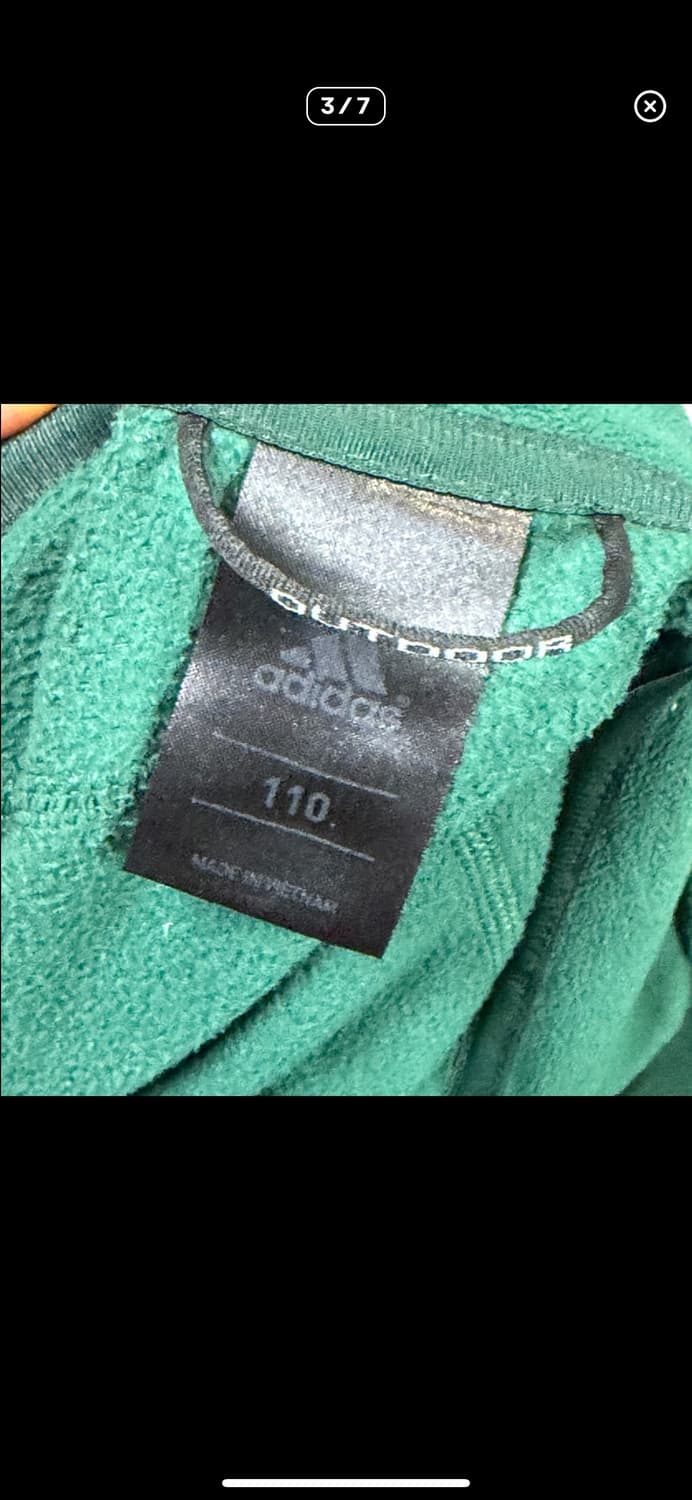 3/7
OUTDOOR
adidas®
110.
MADE IN VIETNAM